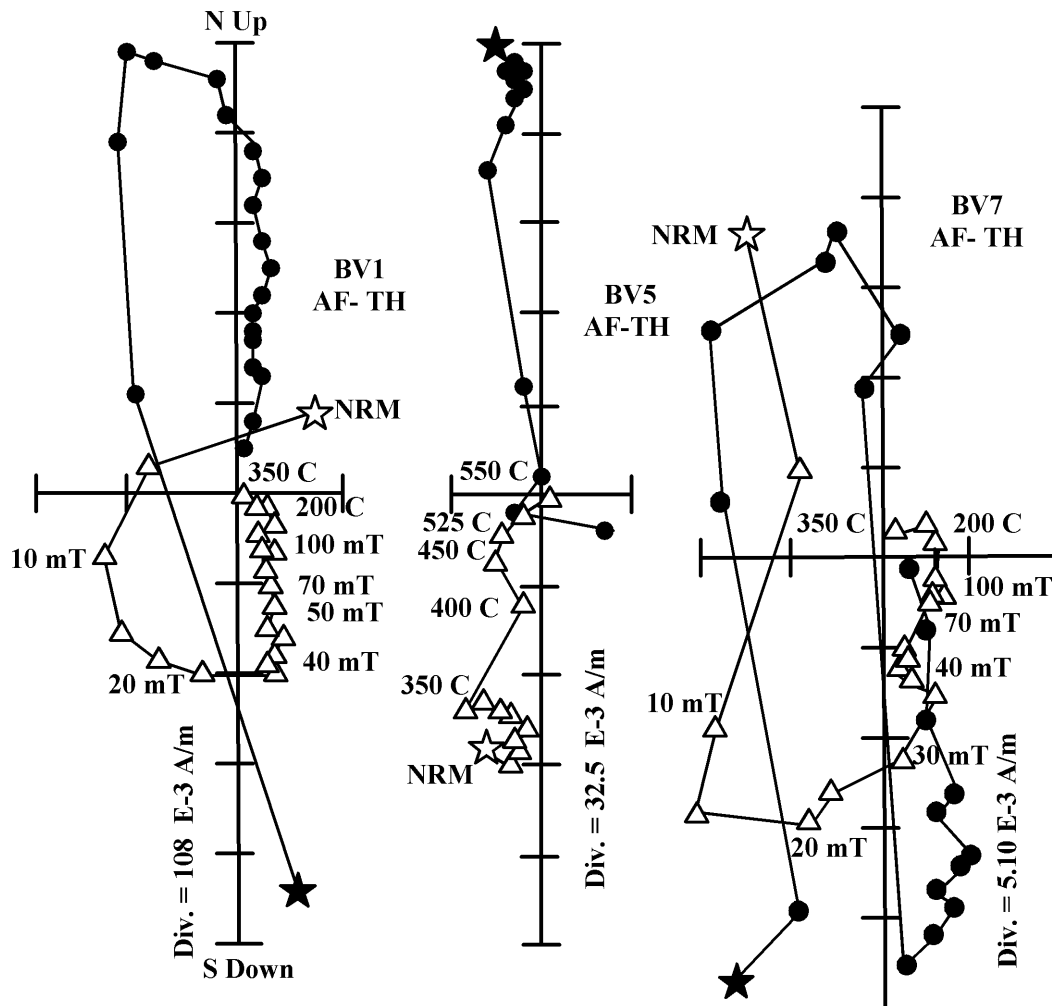 N Up
BV1
AF- TH
NRM
350 C
200 C
10 mT
100 mT
70 mT
50 mT
40 mT
20 mT
Div. = 108 E-3 A/m
S Down
BV5
AF-TH
550 C
525 C
450 C
400 C
350 C
NRM
Div. = 32.5 E-3 A/m
BV7
AF- TH
NRM
350 C
200 C
100 mT
70 mT
40 mT
10 mT
30 mT
20 mT
Div. = 5.10 E-3 A/m